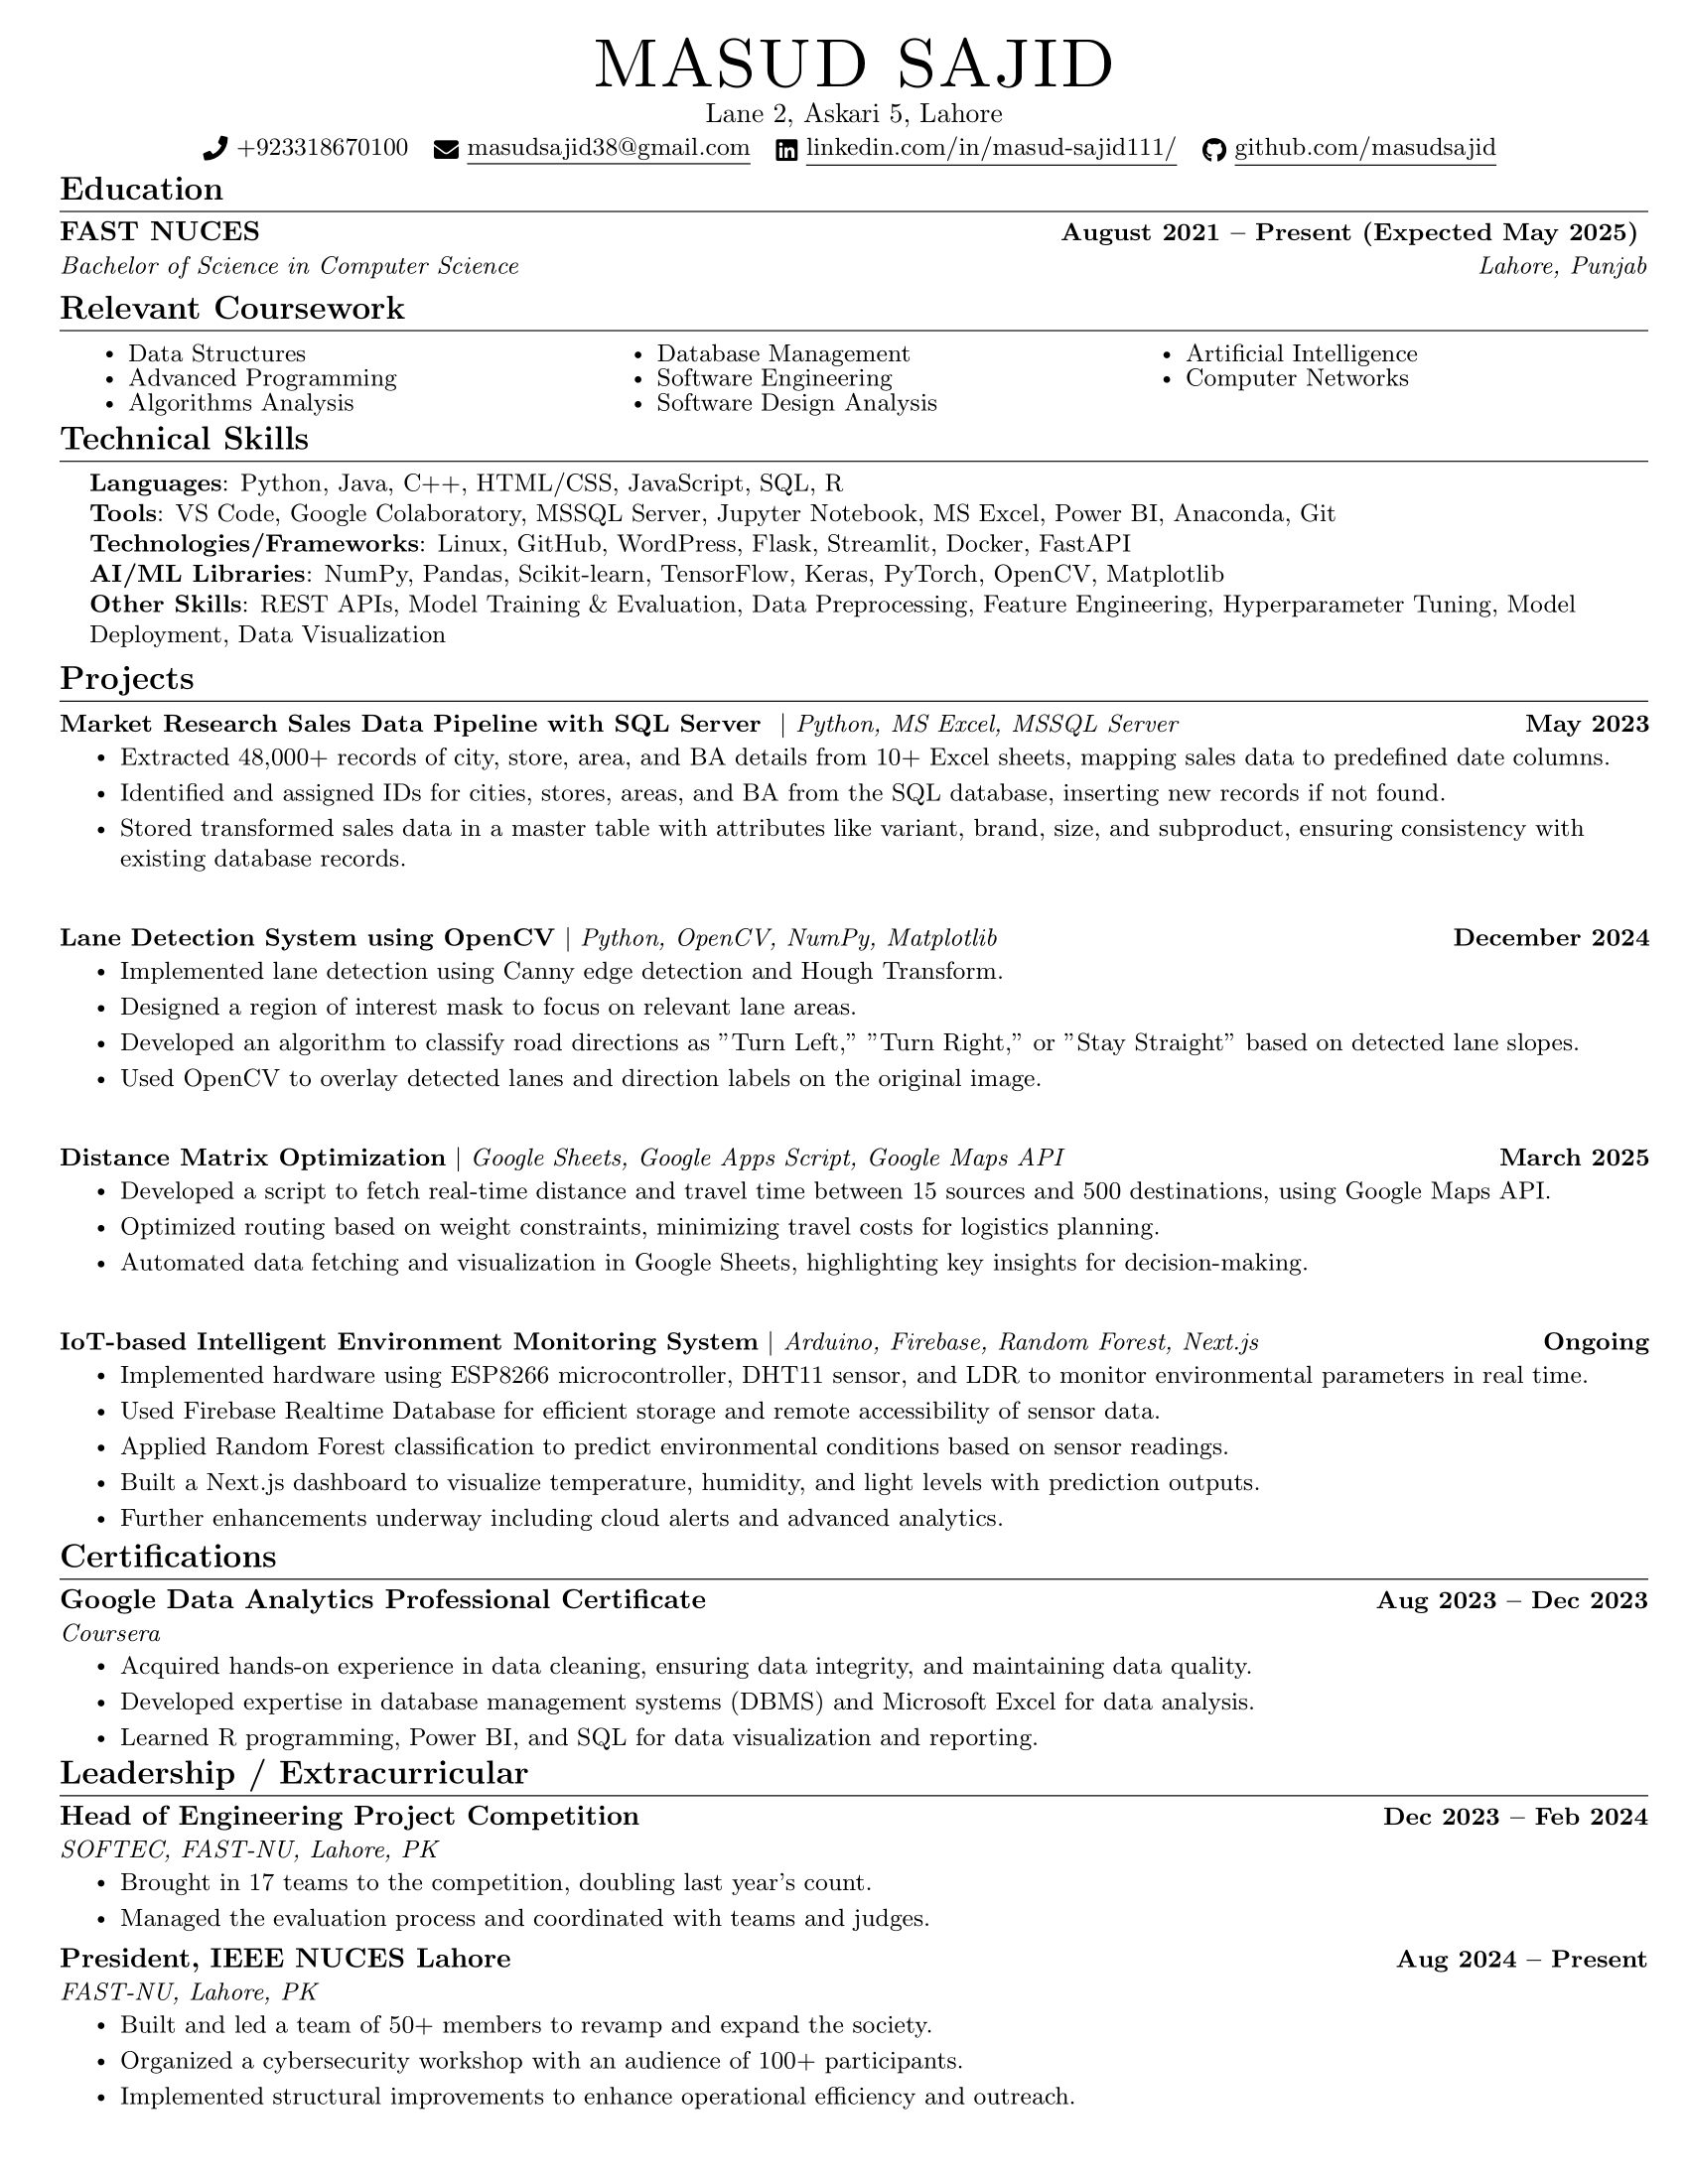 MASUD SAJID
Lane 2, Askari 5, Lahore
+923318670100 masudsajid38@gmail.com linkedin.com/in/masud-sajid111/ github.com/masudsajid
Education
FAST NUCES August 2021 – Present (Expected May 2025)
Bachelor of Science in Computer Science Lahore, Punjab
Relevant Coursework
• Data Structures • Database Management • Artificial Intelligence
• Advanced Programming • Software Engineering • Computer Networks
• Algorithms Analysis • Software Design Analysis
Technical Skills
Languages: Python, Java, C++, HTML/CSS, JavaScript, SQL, R
Tools: VS Code, Google Colaboratory, MSSQL Server, Jupyter Notebook, MS Excel, Power BI, Anaconda, Git
Technologies/Frameworks: Linux, GitHub, WordPress, Flask, Streamlit, Docker, FastAPI
AI/ML Libraries: NumPy, Pandas, Scikit-learn, TensorFlow, Keras, PyTorch, OpenCV, Matplotlib
Other Skills: REST APIs, Model Training & Evaluation, Data Preprocessing, Feature Engineering, Hyperparameter Tuning, Model
Deployment, Data Visualization
Projects
Market Research Sales Data Pipeline with SQL Server | Python, MS Excel, MSSQL Server May 2023
• Extracted 48,000+ records of city, store, area, and BA details from 10+ Excel sheets, mapping sales data to predefined date columns.
• Identified and assigned IDs for cities, stores, areas, and BA from the SQL database, inserting new records if not found.
• Stored transformed sales data in a master table with attributes like variant, brand, size, and subproduct, ensuring consistency with
existing database records.
Lane Detection System using OpenCV | Python, OpenCV, NumPy, Matplotlib December 2024
• Implemented lane detection using Canny edge detection and Hough Transform.
• Designed a region of interest mask to focus on relevant lane areas.
• Developed an algorithm to classify road directions as ”Turn Left,” ”Turn Right,” or ”Stay Straight” based on detected lane slopes.
• Used OpenCV to overlay detected lanes and direction labels on the original image.
Distance Matrix Optimization | Google Sheets, Google Apps Script, Google Maps API March 2025
• Developed a script to fetch real-time distance and travel time between 15 sources and 500 destinations, using Google Maps API.
• Optimized routing based on weight constraints, minimizing travel costs for logistics planning.
• Automated data fetching and visualization in Google Sheets, highlighting key insights for decision-making.
IoT-based Intelligent Environment Monitoring System | Arduino, Firebase, Random Forest, Next.js Ongoing
• Implemented hardware using ESP8266 microcontroller, DHT11 sensor, and LDR to monitor environmental parameters in real time.
• Used Firebase Realtime Database for efficient storage and remote accessibility of sensor data.
• Applied Random Forest classification to predict environmental conditions based on sensor readings.
• Built a Next.js dashboard to visualize temperature, humidity, and light levels with prediction outputs.
• Further enhancements underway including cloud alerts and advanced analytics.
Certifications
Google Data Analytics Professional Certificate Aug 2023 – Dec 2023
Coursera
• Acquired hands-on experience in data cleaning, ensuring data integrity, and maintaining data quality.
• Developed expertise in database management systems (DBMS) and Microsoft Excel for data analysis.
• Learned R programming, Power BI, and SQL for data visualization and reporting.
Leadership / Extracurricular
Head of Engineering Project Competition Dec 2023 – Feb 2024
SOFTEC, FAST-NU, Lahore, PK
• Brought in 17 teams to the competition, doubling last year’s count.
• Managed the evaluation process and coordinated with teams and judges.
President, IEEE NUCES Lahore Aug 2024 – Present
FAST-NU, Lahore, PK
• Built and led a team of 50+ members to revamp and expand the society.
• Organized a cybersecurity workshop with an audience of 100+ participants.
• Implemented structural improvements to enhance operational efficiency and outreach.